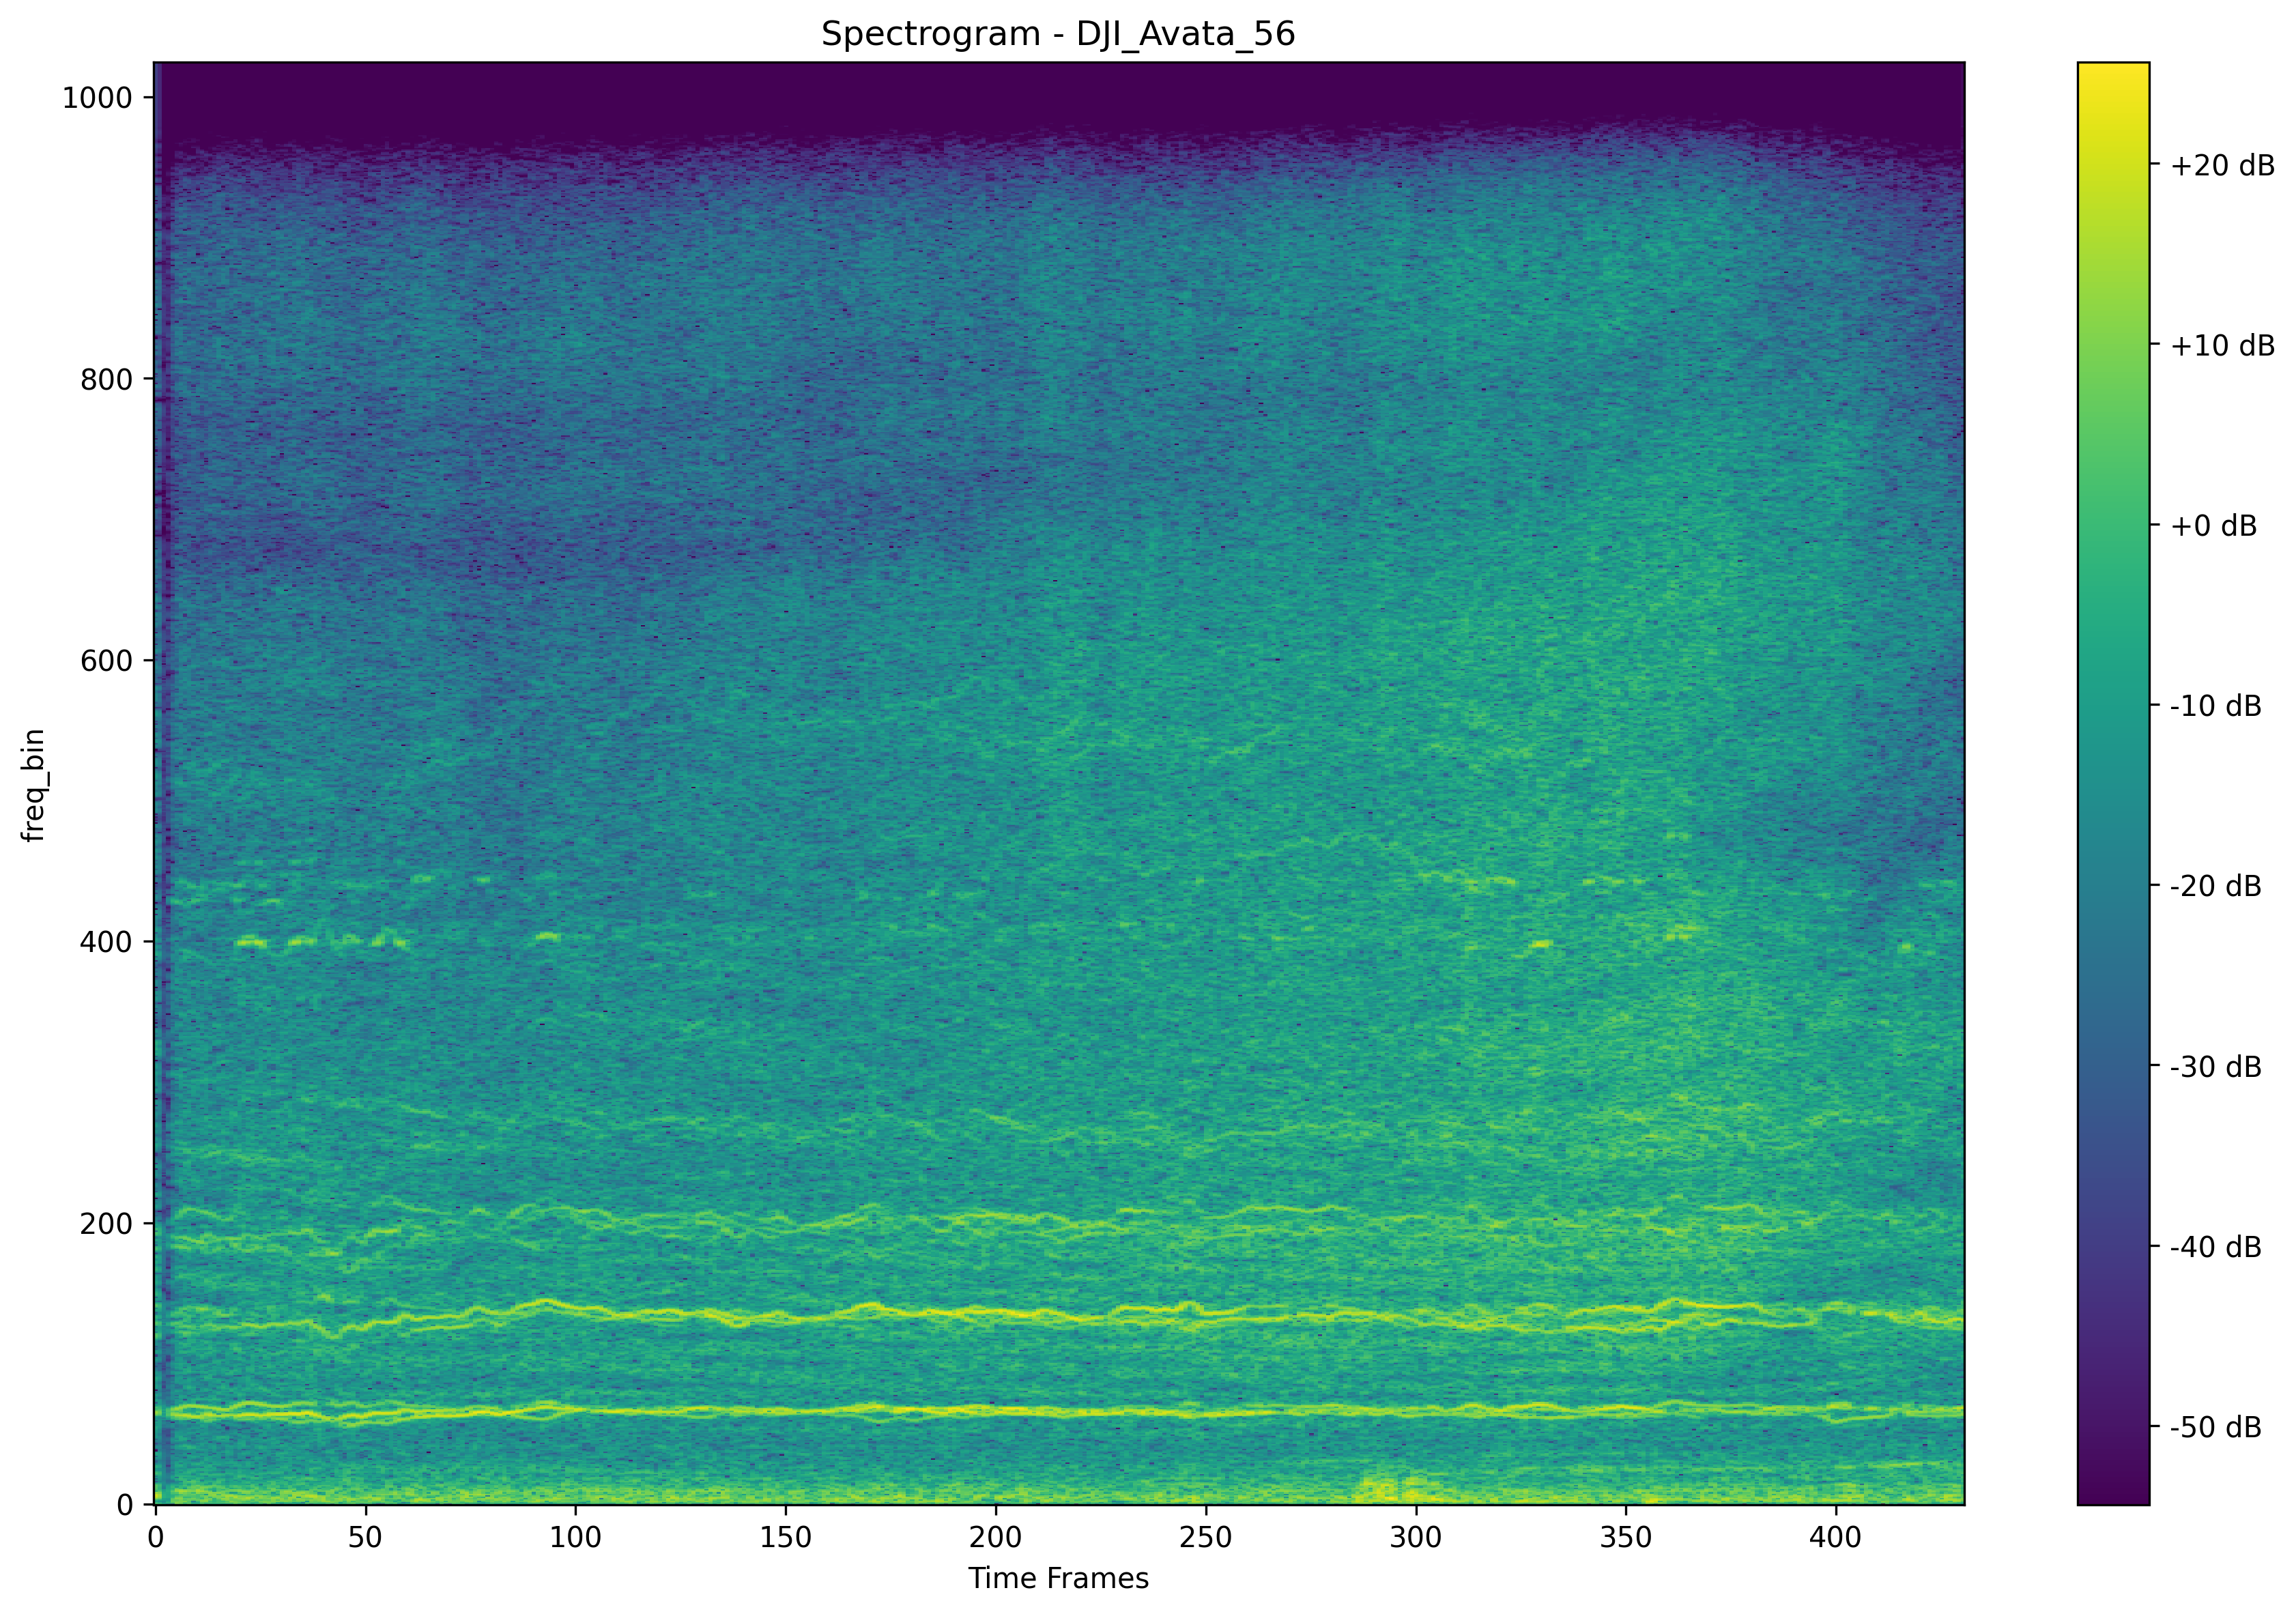 Spectrogram - DJI_Avata_56
1000
800
600
400
200
0
freq_bin
0 50 100 150 200 250 300 350 400
Time Frames
+20 dB
+10 dB
+0 dB
-10 dB
-20 dB
-30 dB
-40 dB
-50 dB